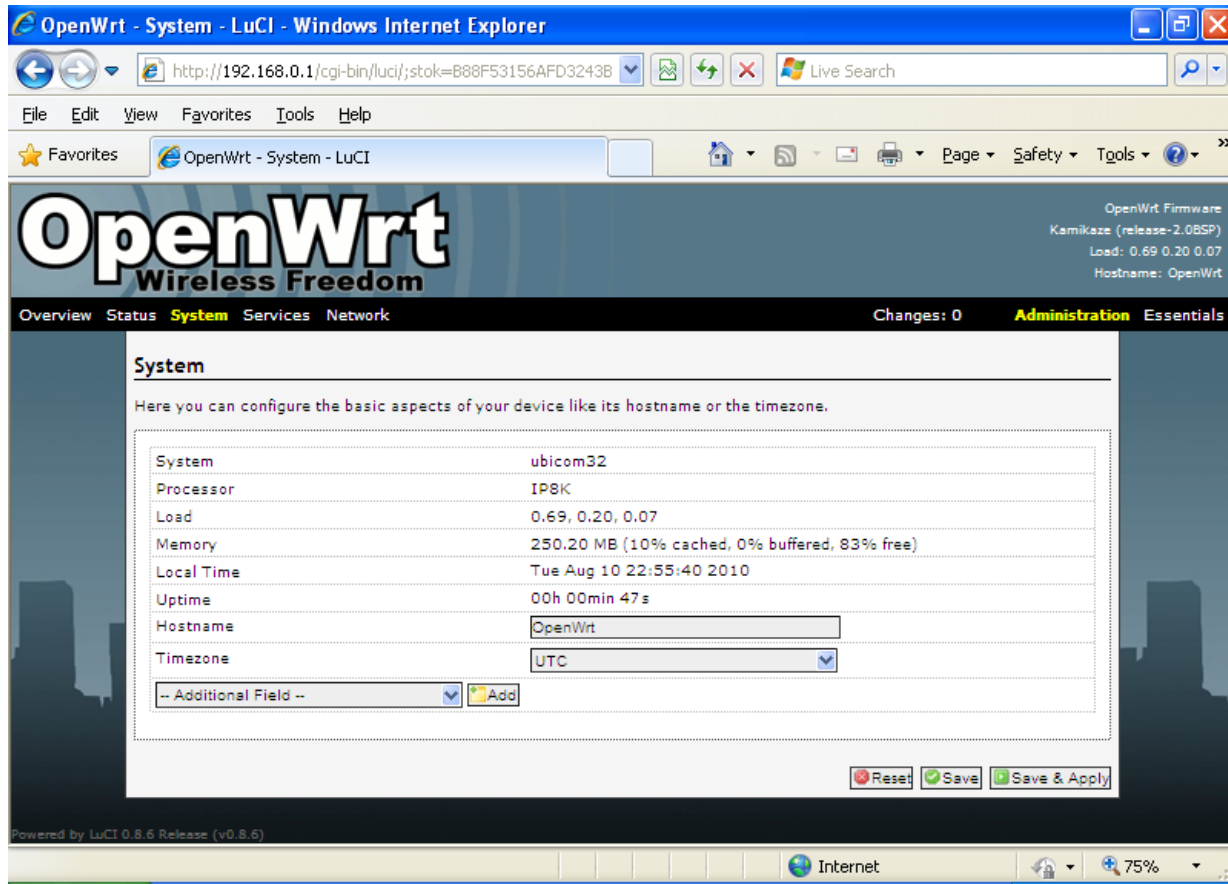 OpenWrt - System - LuCI - Windows Internet Explorer
http://192.168.0.1/cgi-bin/luci/;stok=B88F53156AFD3243B
Live Search
File Edit View Favorites Tools Help
Favorites OpenWrt - System - LuCI Page Safety Tools
OpenWrt
Wireless Freedom
OpenWrt Firmware
Kamikaze (release-2.0BSP)
Load: 0.69 0.20 0.07
Hostname: OpenWrt
Overview Status System Services Network Changes: 0 Administration Essentials
System
Here you can configure the basic aspects of your device like its hostname or the timezone.
System ubicom32
Processor IP8K
Load 0.69, 0.20, 0.07
Memory 250.20 MB (10% cached, 0% buffered, 83% free)
Local Time Tue Aug 10 22:55:40 2010
Uptime 00h 00min 47s
Hostname OpenWrt
Timezone UTC
-- Additional Field -- Add
Reset Save Save & Apply
Powered by LuCI 0.8.6 Release (v0.8.6)
Internet 75%